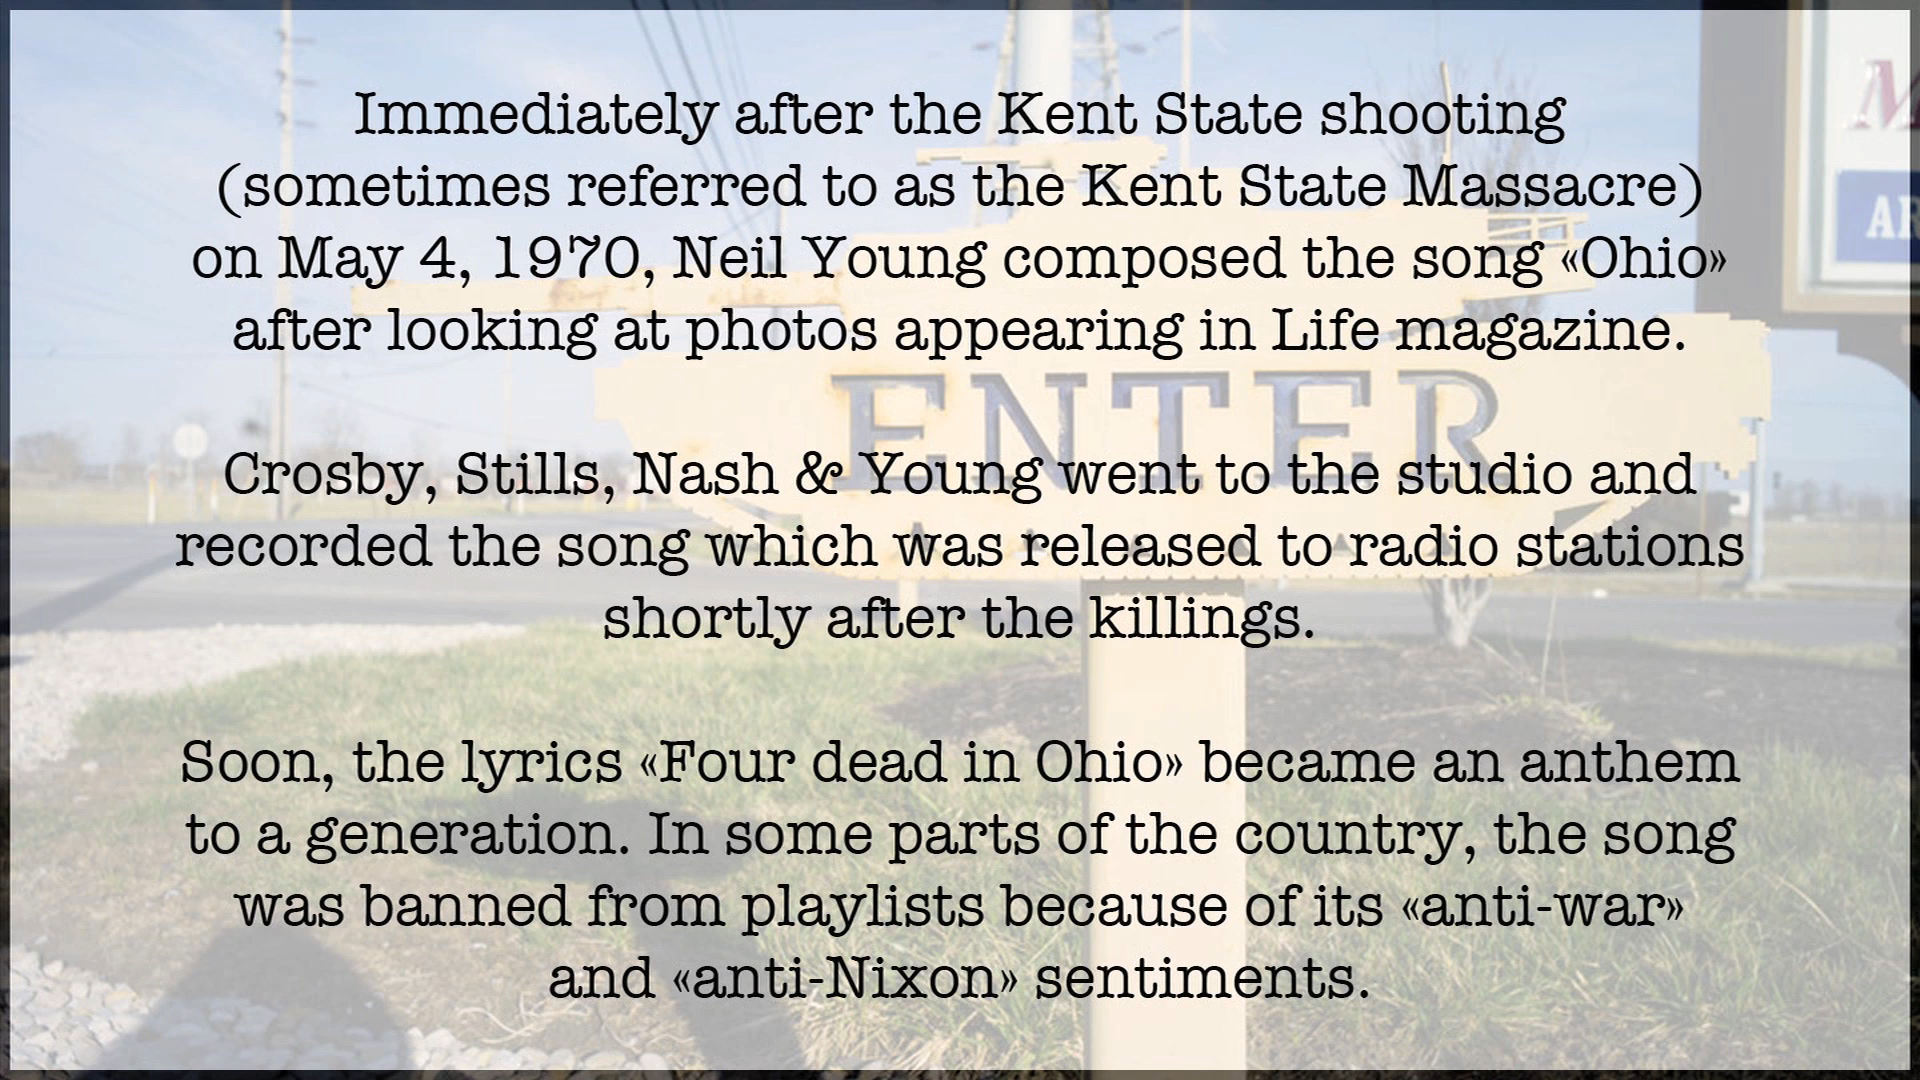 Immediately after the Kent State shooting
(sometimes referred to as the Kent State Massacre)
on May 4, 1970, Neil Young composed the song «Ohio»
after looking at photos appearing in Life magazine.
ENTER
Crosby, Stills, Nash & Young went to the studio and
recorded the song which was released to radio stations
shortly after the killings.
Soon, the lyrics «Four dead in Ohio» became an anthem
to a generation. In some parts of the country, the song
was banned from playlists because of its «anti-war»
and «anti-Nixon» sentiments.